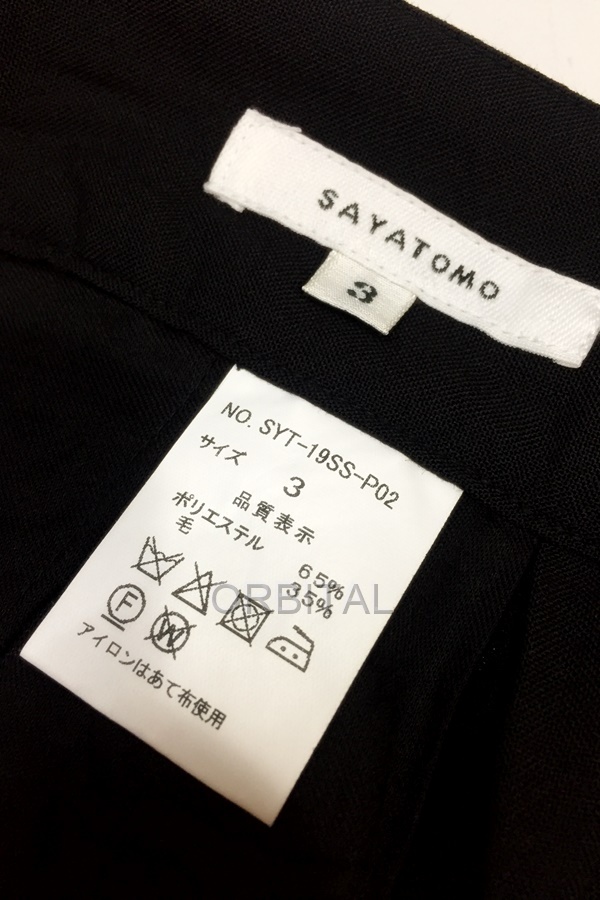 SAYATOMO
3
NO. SYT-19SS-P02
サイズ
3
品質表示
ポリエステル 65%
毛 35%
ORBITAL
F W
アイロンはあて布使用